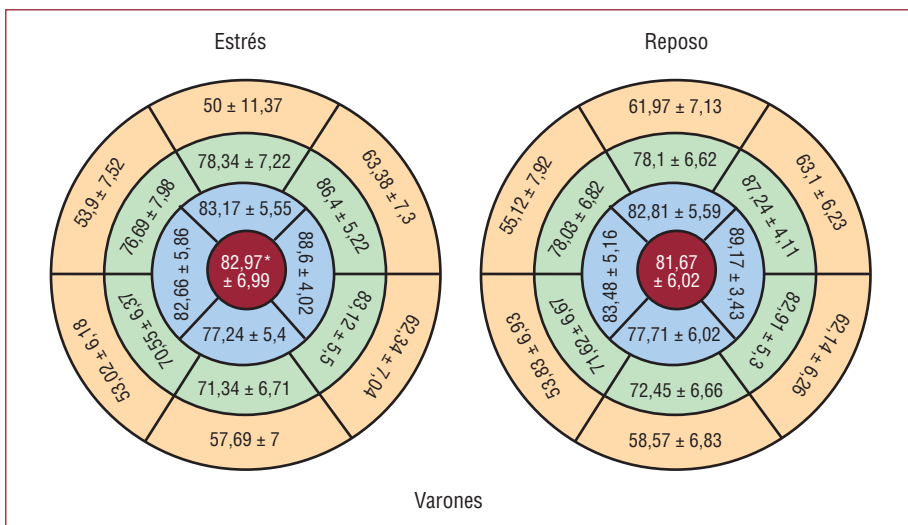 Estrés
50 ± 11,37
53,9 ± 7,52
63,38 ± 7,3
78,34 ± 7,22
76,69 ± 7,98
86,4 ± 5,22
83,17 ± 5,55
82,66 ± 5,86
82,97*
± 6,99
88,6 ± 4,02
77,24 ± 5,4
70,55 ± 6,37
83,12 ± 5,5
71,34 ± 6,71
53,02 ± 6,18
62,34 ± 7,04
57,69 ± 7
Reposo
61,97 ± 7,13
55,12 ± 7,92
63,1 ± 6,23
78,1 ± 6,62
78,03 ± 6,82
87,24 ± 4,11
82,81 ± 5,59
83,48 ± 5,16
81,67
± 6,02
89,17 ± 3,43
77,71 ± 6,02
71,62 ± 6,67
82,91 ± 5,3
72,45 ± 6,66
53,83 ± 6,93
62,14 ± 6,26
58,57 ± 6,83
Varones